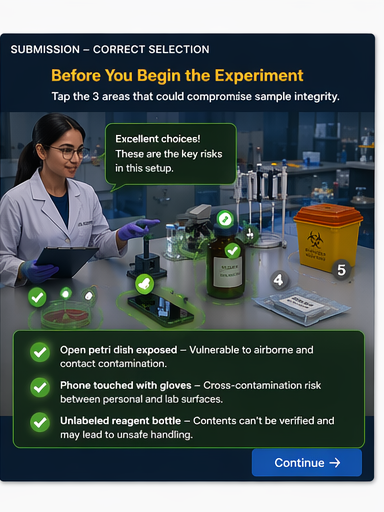 SUBMISSION – CORRECT SELECTION
Before You Begin the Experiment
Tap the 3 areas that could compromise sample integrity.
Excellent choices!
These are the key risks
in this setup.
4
5
Open petri dish exposed – Vulnerable to airborne and
contact contamination.
Phone touched with gloves – Cross-contamination risk
between personal and lab surfaces.
Unlabeled reagent bottle – Contents can't be verified and
may lead to unsafe handling.
Continue →